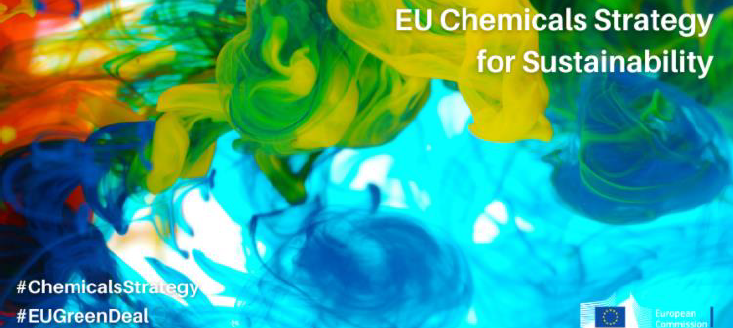 EU Chemicals Strategy
for Sustainability
#ChemicalsStrategy
#EUGreenDeal
European
Commission